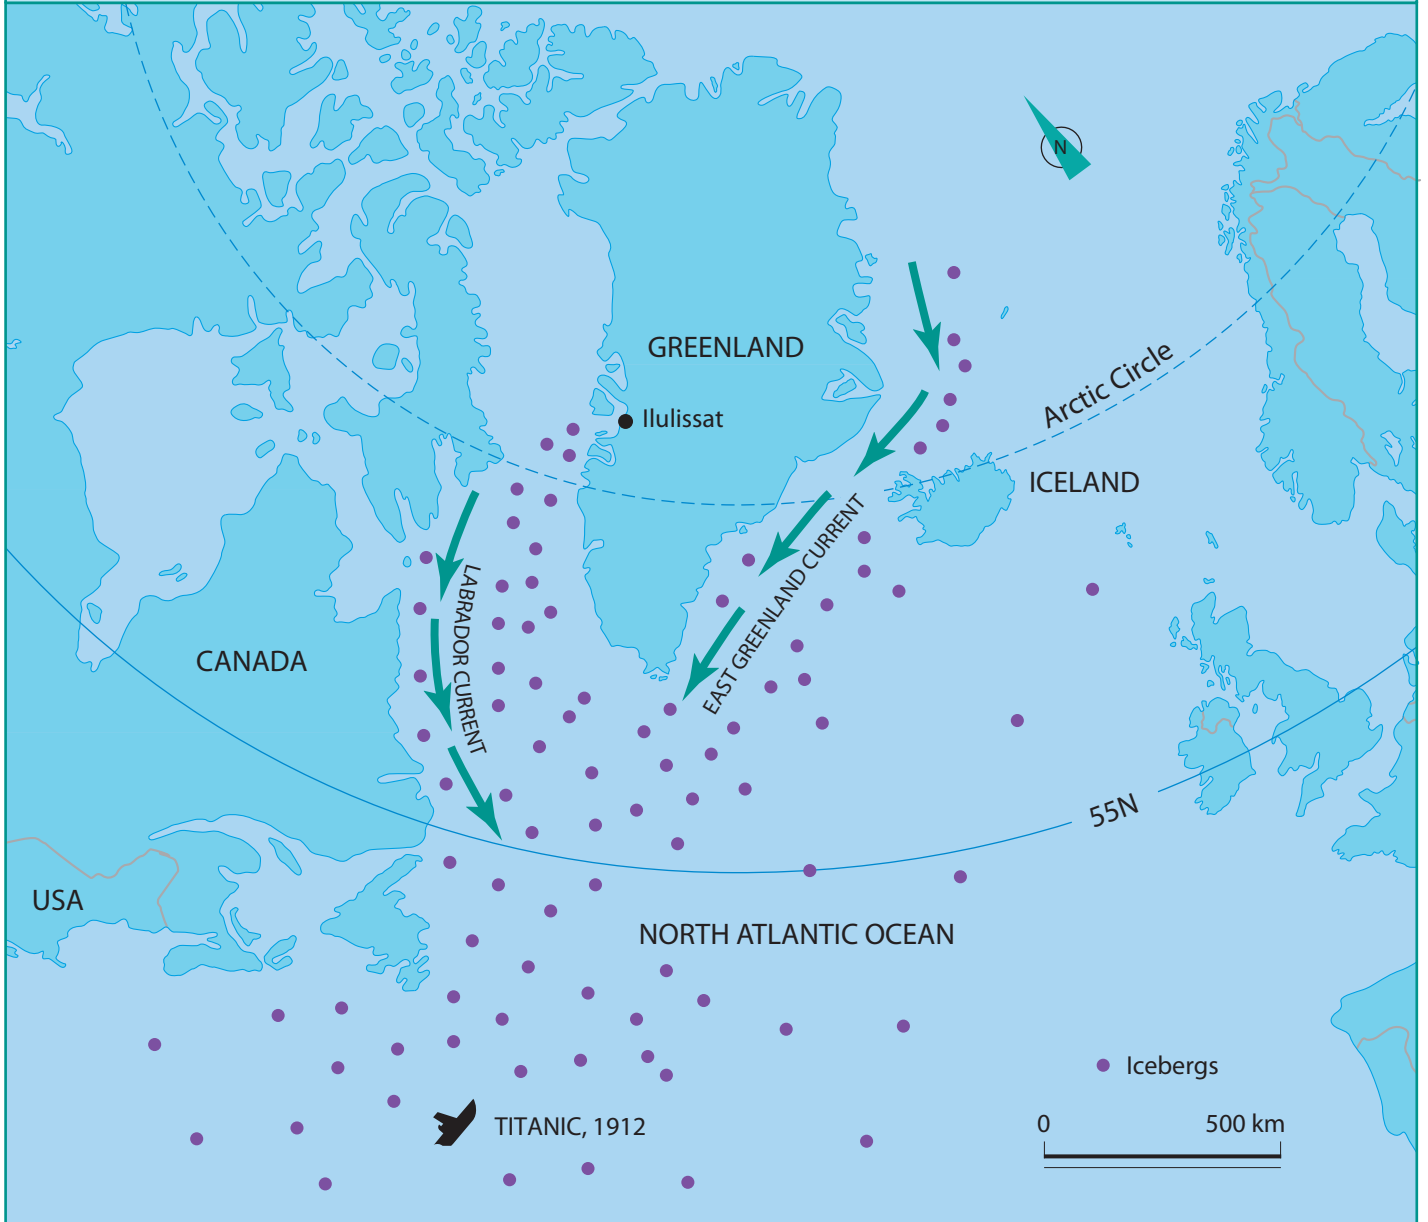 N
GREENLAND
Ilulissat
Arctic Circle
ICELAND
LABRADOR CURRENT
EAST GREENLAND CURRENT
CANADA
55N
USA
NORTH ATLANTIC OCEAN
Icebergs
TITANIC, 1912
0 500 km